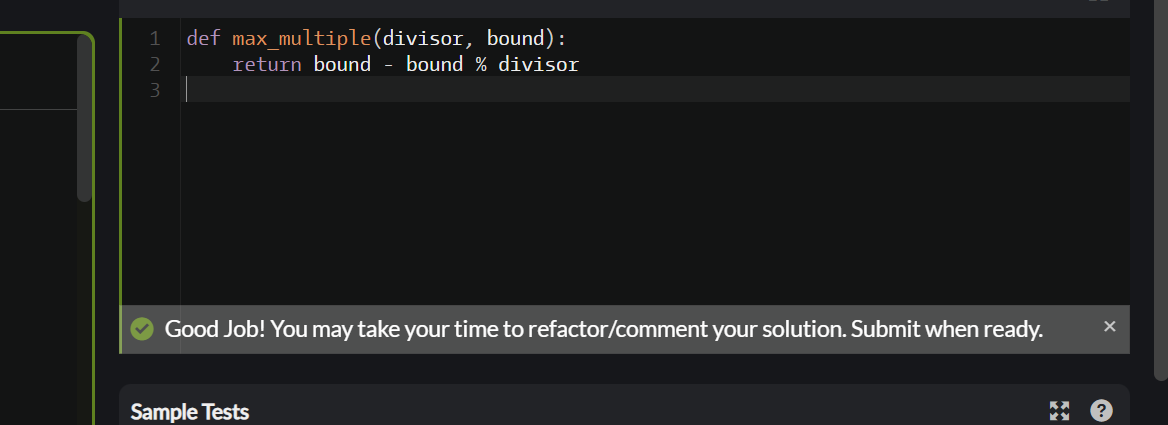 1 def max_multiple(divisor, bound):
2     return bound - bound % divisor
3
Good Job! You may take your time to refactor/comment your solution. Submit when ready. ×
Sample Tests ?